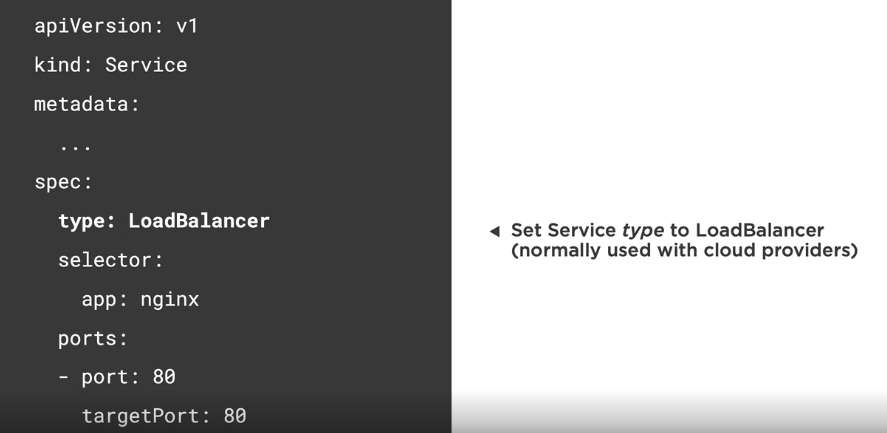 apiVersion: v1
kind: Service
metadata:
  ...
spec:
  type: LoadBalancer
  selector:
    app: nginx
  ports:
  - port: 80
    targetPort: 80
◄ Set Service type to LoadBalancer
(normally used with cloud providers)